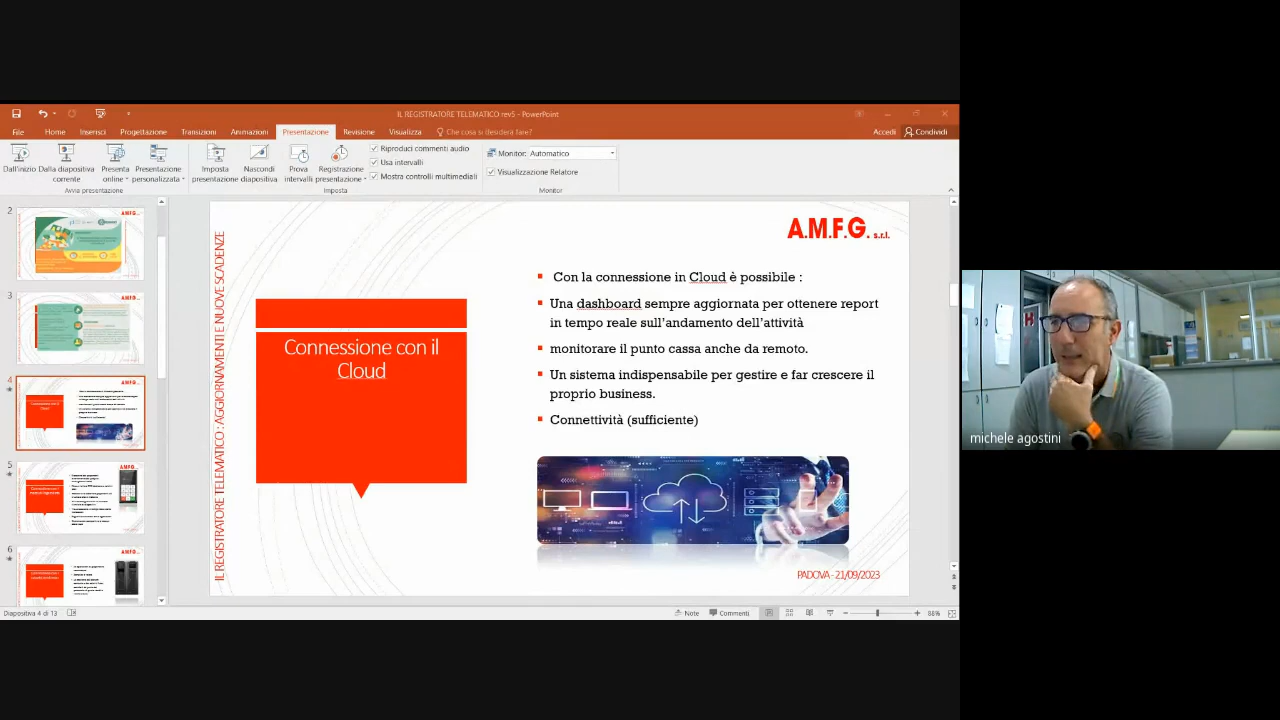 IL REGISTRATORE TELEMATICO rev5 - PowerPoint
File Home Inserisci Progettazione Transizioni Animazioni Presentazione Revisione Visualizza Che cosa si desidera fare? Accedi Condividi
Dall'inizio
Dalla diapositiva corrente
Presenta online
Presentazione personalizzata
Avvia presentazione
Imposta presentazione
Nascondi diapositiva
Prova intervalli
Registrazione presentazione
Riproduci commenti audio
Usa intervalli
Mostra controlli multimediali
Imposta
Monitor: Automatico
Visualizzazione Relatore
Monitor
2
3
4
5
6
IL REGISTRATORE TELEMATICO : AGGIORNAMENTI E NUOVE SCADENZE
A.M.F.G. s.r.l.
Connessione con il
Cloud
Con la connessione in Cloud è possibile :
Una dashboard sempre aggiornata per ottenere report
in tempo reale sull'andamento dell'attività
monitorare il punto cassa anche da remoto.
Un sistema indispensabile per gestire e far crescere il
proprio business.
Connettività (sufficiente)
PADOVA - 21/09/2023
Diapositiva 4 di 13
Note Commenti 88%
michele agostini